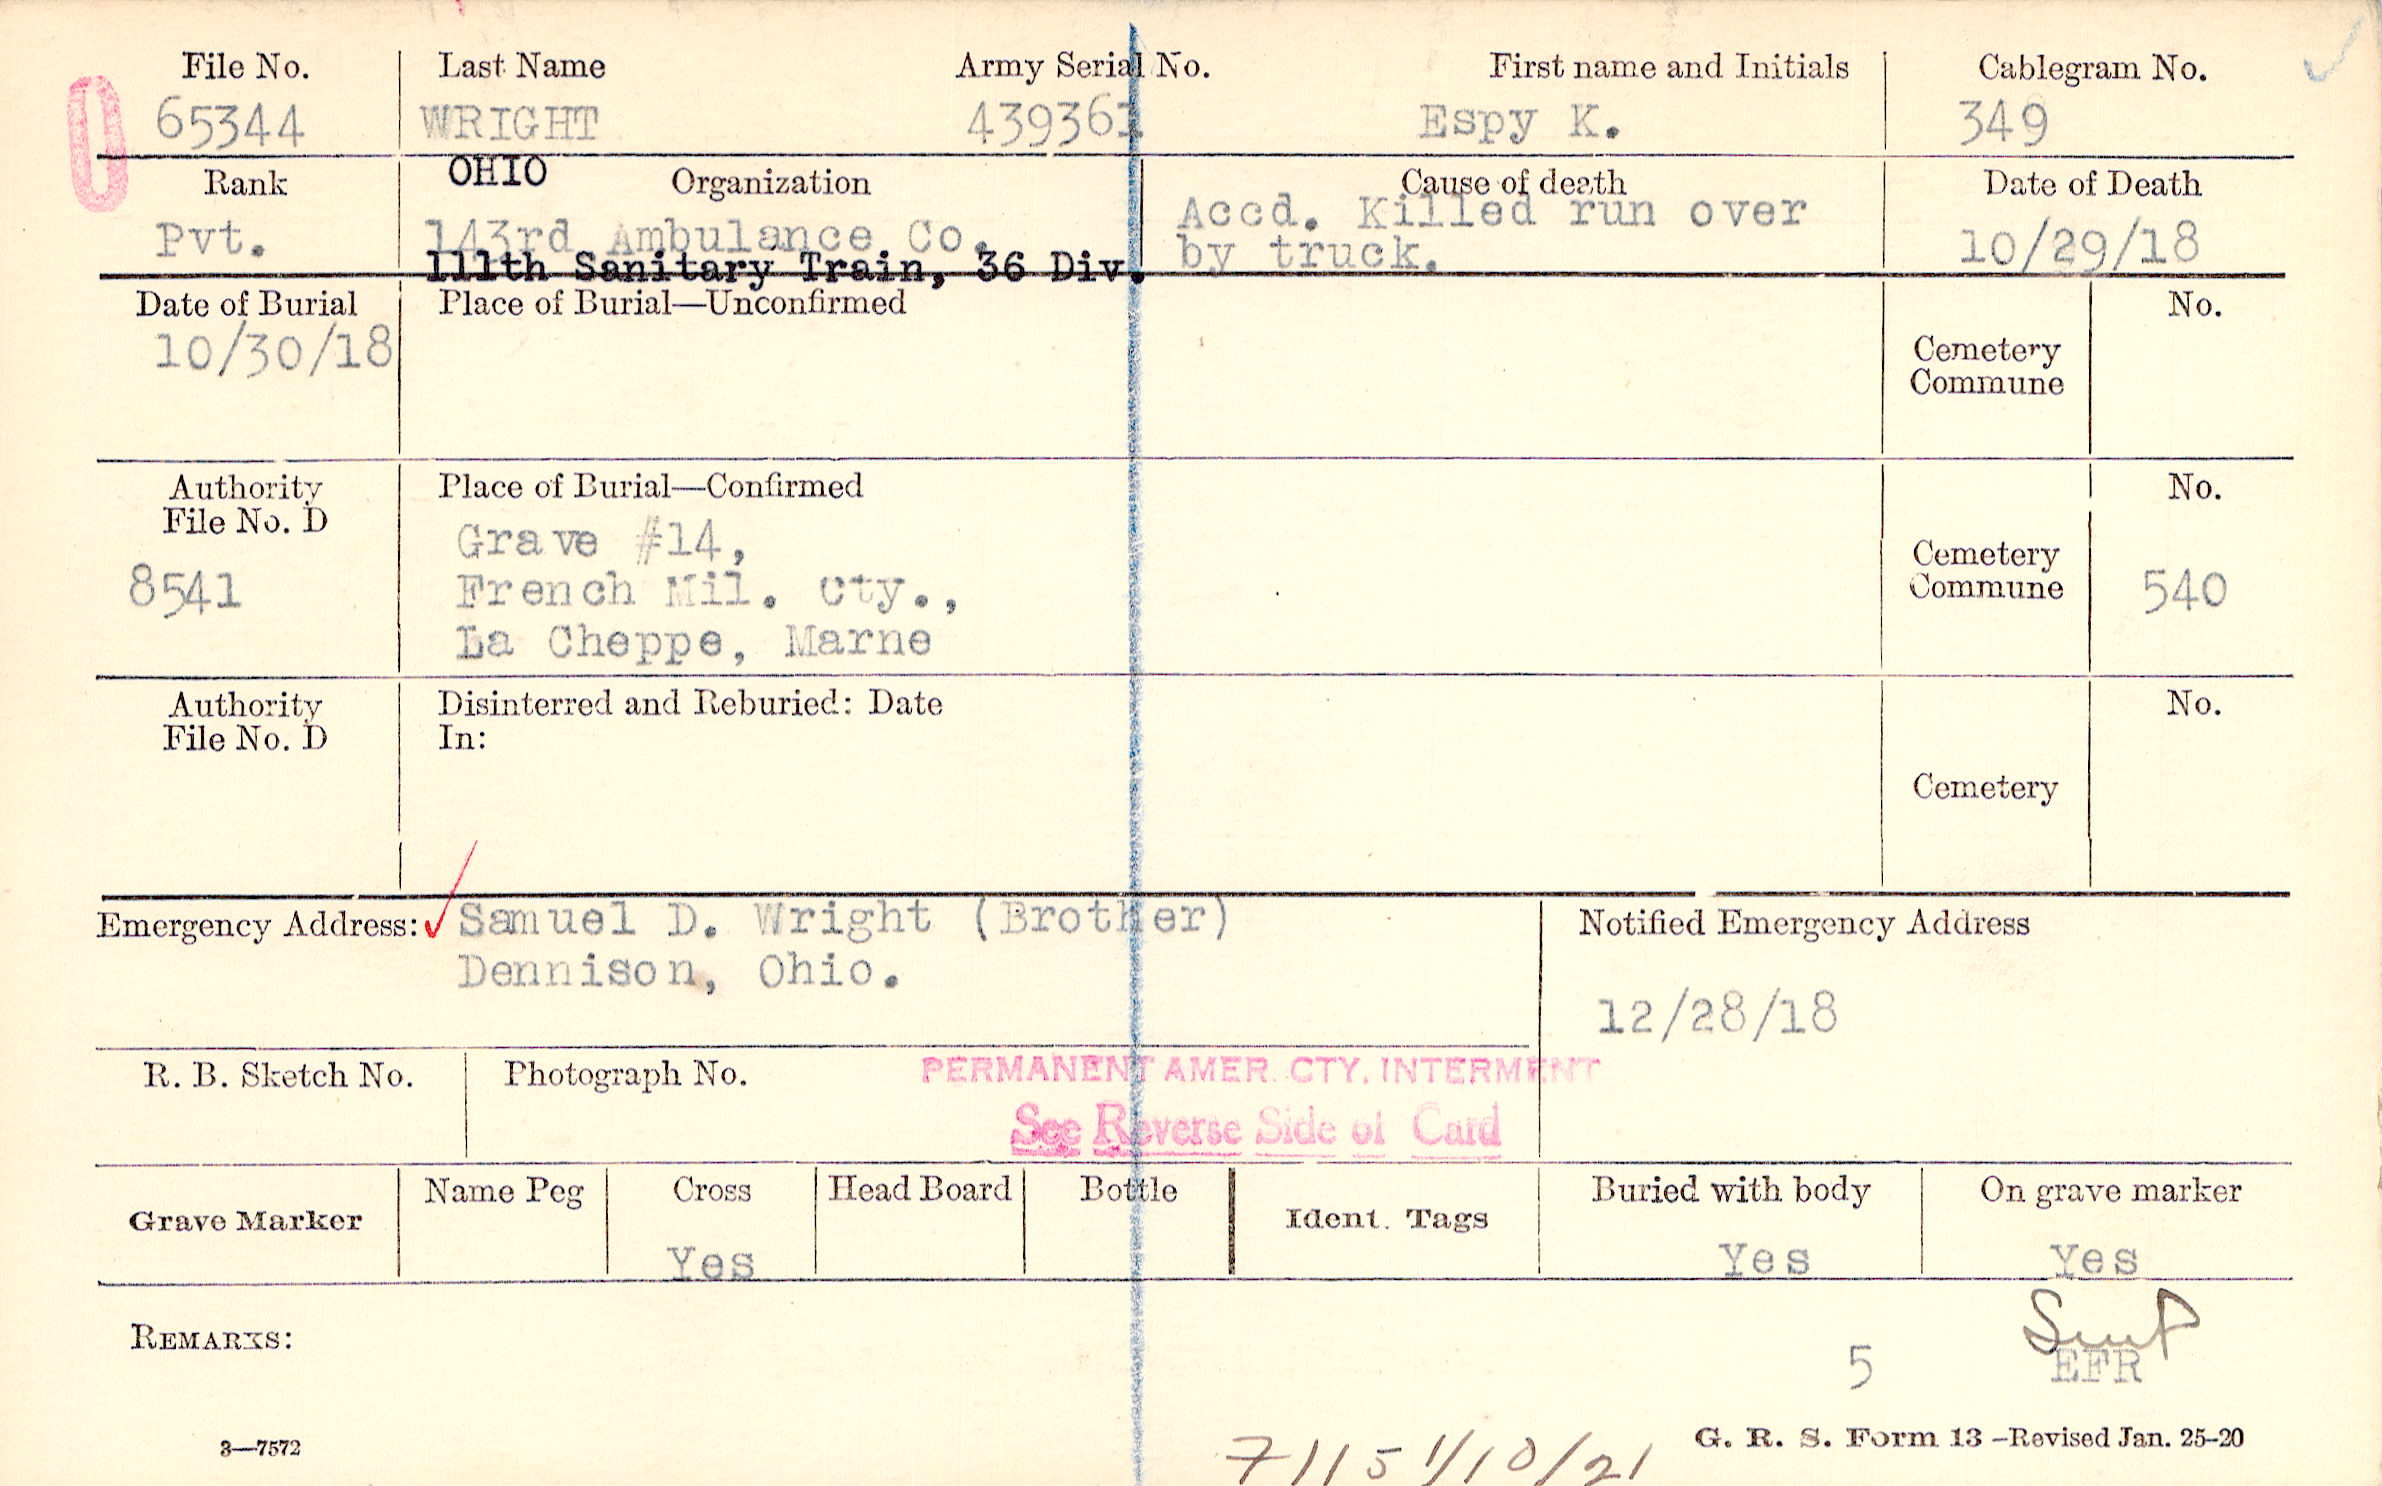 File No. Last Name Army Serial No. First name and Initials Cablegram No.
65344 WRIGHT 439361 Espy K. 349
Rank OHIO Organization Cause of death Date of Death
Pvt. 143rd Ambulance Co. Accd. Killed run over 10/29/18
111th Sanitary Train, 36 Div. by truck.
Date of Burial Place of Burial—Unconfirmed No.
10/30/18 Cemetery
Commune
Authority Place of Burial—Confirmed No.
File No. D Grave #14,
8541 French Mil. Cty., Cemetery
Commune 540
La Cheppe, Marne
Authority Disinterred and Reburied: Date No.
File No. D In:
Cemetery
Emergency Address: Samuel D. Wright (Brother) Notified Emergency Address
Dennison, Ohio.
12/28/18
R. B. Sketch No. Photograph No. PERMANENT AMER. CTY. INTERMENT
See Reverse Side of Card
Grave Marker Name Peg Cross Head Board Bottle Ident. Tags Buried with body On grave marker
Yes Yes Yes
REMARKS:
5 EFR
3—7572 7115 1/10/21 G. R. S. Form 13—Revised Jan. 25-20